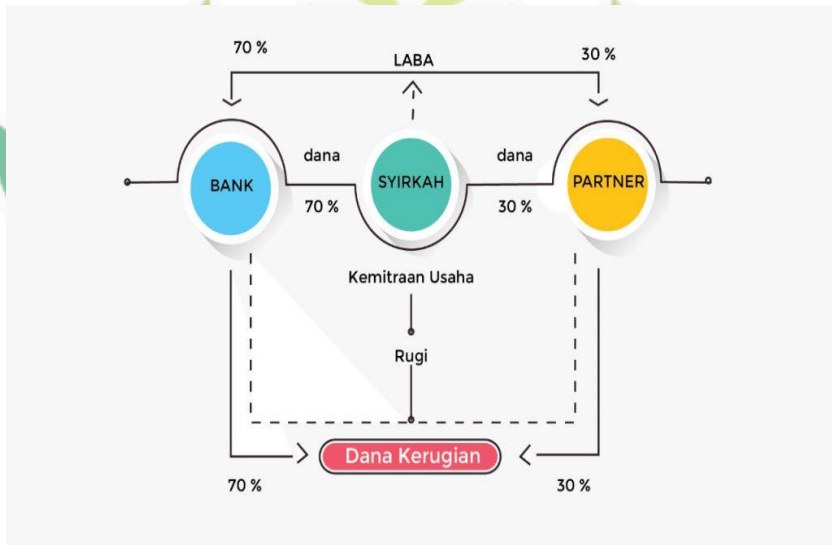 70 %
LABA
30 %
dana
dana
BANK
SYIRKAH
PARTNER
70 %
30 %
Kemitraan Usaha
Rugi
Dana Kerugian
70 %
30 %